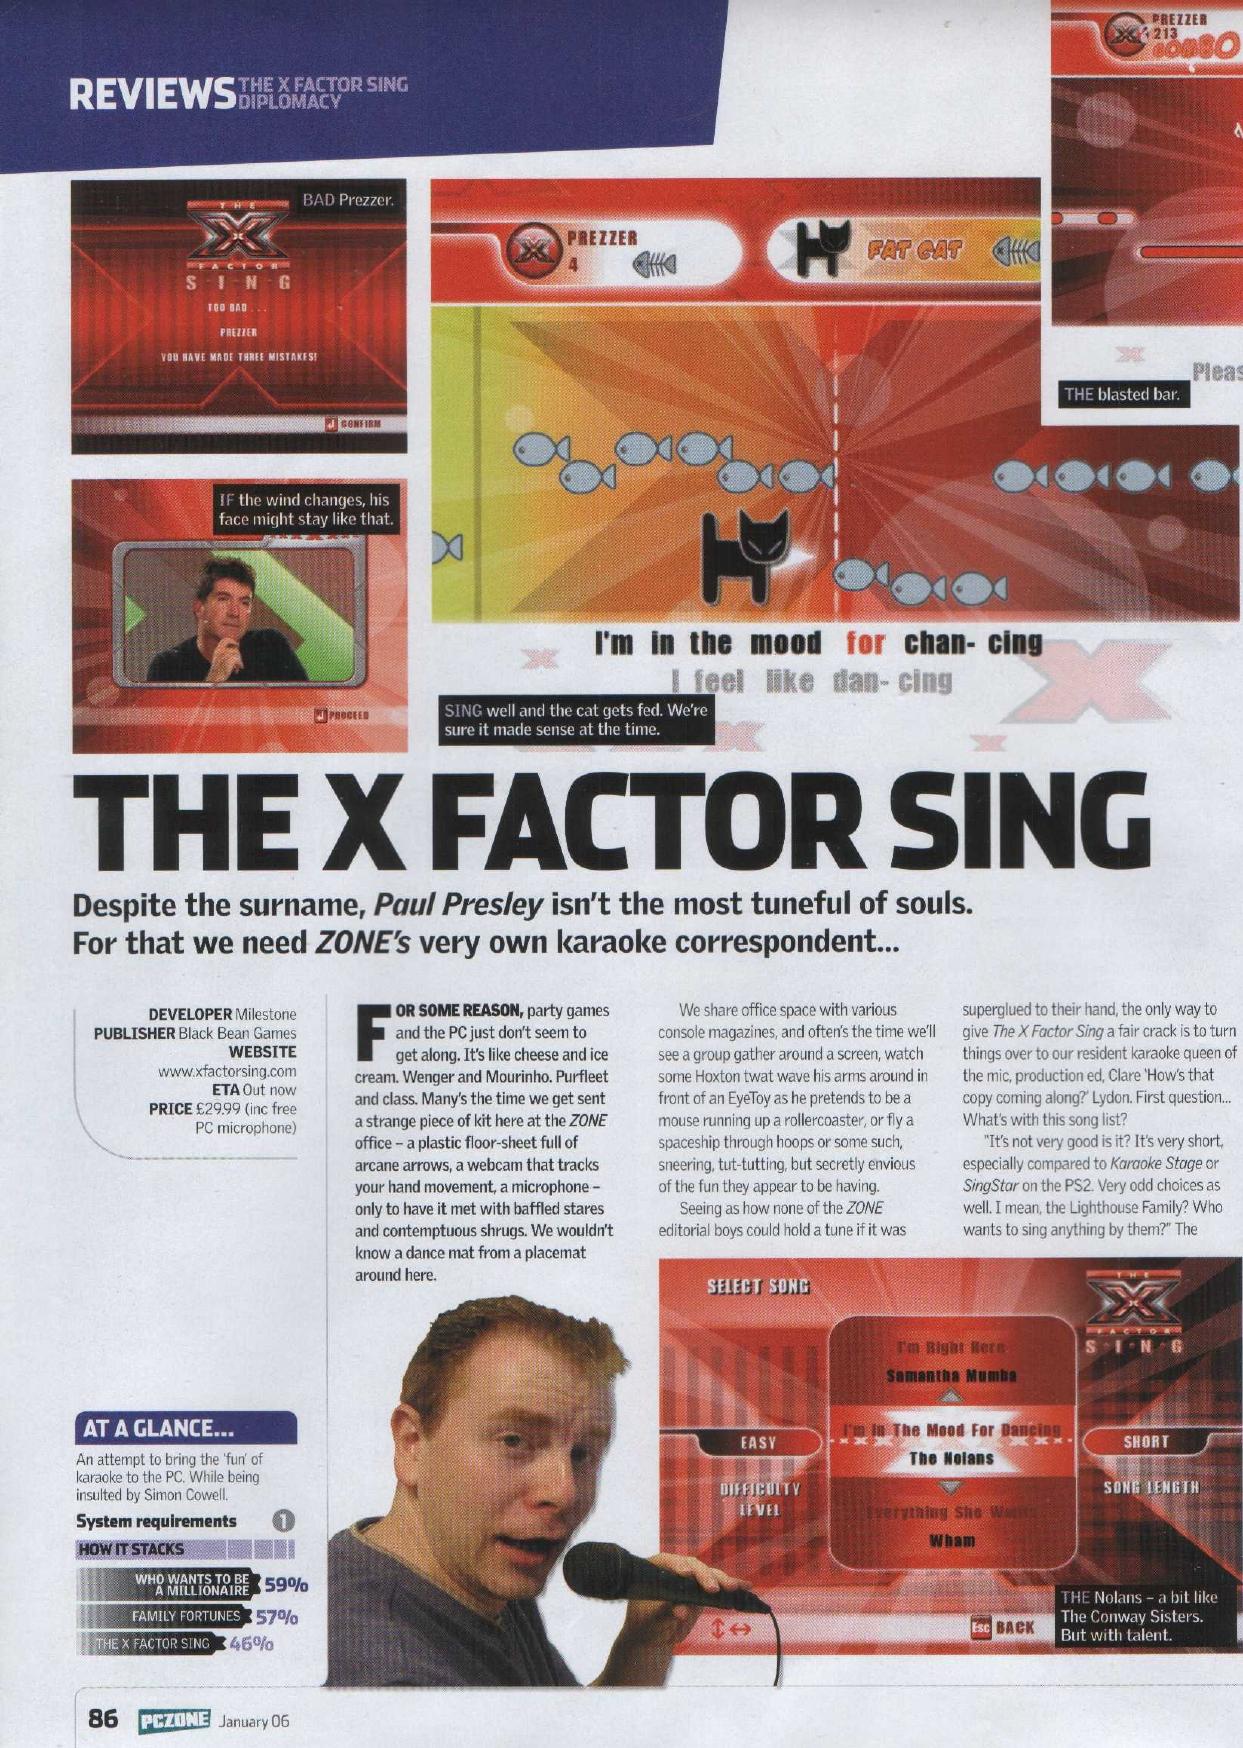 REVIEWS THE X FACTOR SING
DIPLOMACY
BAD Prezzer.
THE
X
FACTOR
S·I·N·G
TOO BAD . . .
PREZZER
YOU HAVE MADE THREE MISTAKES!
CONFIRM
PREZZER
4
FAT CAT
PREZZER
213
Pleas
THE blasted bar.
IF the wind changes, his
face might stay like that.
PROCEED
I'm in the mood for chan- cing
I feel like dan- cing
SING well and the cat gets fed. We're
sure it made sense at the time.
THE X FACTOR SING
Despite the surname, Paul Presley isn't the most tuneful of souls.
For that we need ZONE's very own karaoke correspondent...
DEVELOPER Milestone
PUBLISHER Black Bean Games
WEBSITE
www.xfactorsing.com
ETA Out now
PRICE £29.99 (inc free
PC microphone)
FOR SOME REASON, party games
and the PC just don't seem to
get along. It's like cheese and ice
cream. Wenger and Mourinho. Purfleet
and class. Many's the time we get sent
a strange piece of kit here at the ZONE
office – a plastic floor-sheet full of
arcane arrows, a webcam that tracks
your hand movement, a microphone –
only to have it met with baffled stares
and contemptuous shrugs. We wouldn't
know a dance mat from a placemat
around here.
We share office space with various
console magazines, and often's the time we'll
see a group gather around a screen, watch
some Hoxton twat wave his arms around in
front of an EyeToy as he pretends to be a
mouse running up a rollercoaster, or fly a
spaceship through hoops or some such,
sneering, tut-tutting, but secretly envious
of the fun they appear to be having.
Seeing as how none of the ZONE
editorial boys could hold a tune if it was
superglued to their hand, the only way to
give The X Factor Sing a fair crack is to turn
things over to our resident karaoke queen of
the mic, production ed, Clare 'How's that
copy coming along?' Lydon. First question...
What's with this song list?
"It's not very good is it? It's very short,
especially compared to Karaoke Stage or
SingStar on the PS2. Very odd choices as
well. I mean, the Lighthouse Family? Who
wants to sing anything by them?" The
AT A GLANCE...
An attempt to bring the 'fun' of
karaoke to the PC. While being
insulted by Simon Cowell.
System requirements 1
HOW IT STACKS
WHO WANTS TO BE
A MILLIONAIRE 59%
FAMILY FORTUNES 57%
THE X FACTOR SING 46%
SELECT SONG
THE
X
FACTOR
S·I·N·G
I'm Right Here
Samantha Mumba
I'm In The Mood For Dancing
The Nolans
Everything She Wants
Wham
EASY
DIFFICULTY
LEVEL
SHORT
SONG LENGTH
Esc BACK
THE Nolans – a bit like
The Conway Sisters.
But with talent.
86 PCZONE January 06